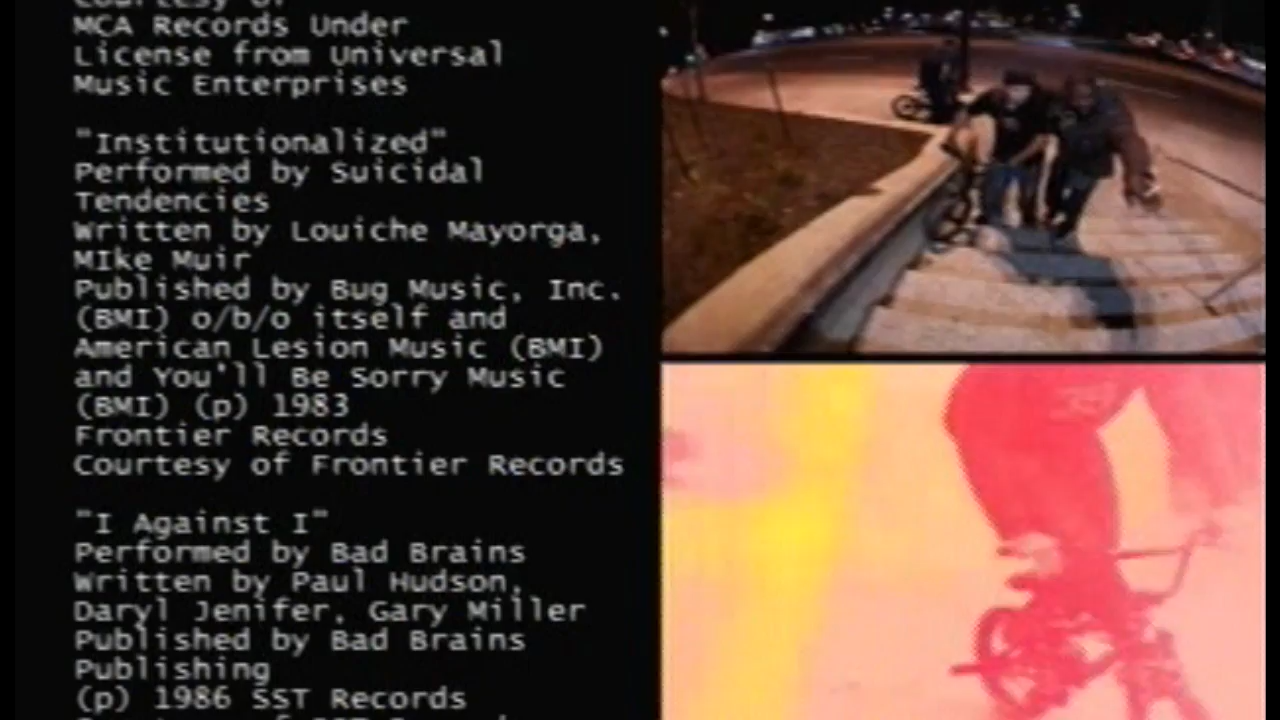 Courtesy of
MCA Records Under
License from Universal
Music Enterprises
"Institutionalized"
Performed by Suicidal
Tendencies
Written by Louiche Mayorga,
MIke Muir
Published by Bug Music, Inc.
(BMI) o/b/o itself and
American Lesion Music (BMI)
and You'll Be Sorry Music
(BMI) (p) 1983
Frontier Records
Courtesy of Frontier Records
"I Against I"
Performed by Bad Brains
Written by Paul Hudson,
Daryl Jenifer, Gary Miller
Published by Bad Brains
Publishing
(p) 1986 SST Records